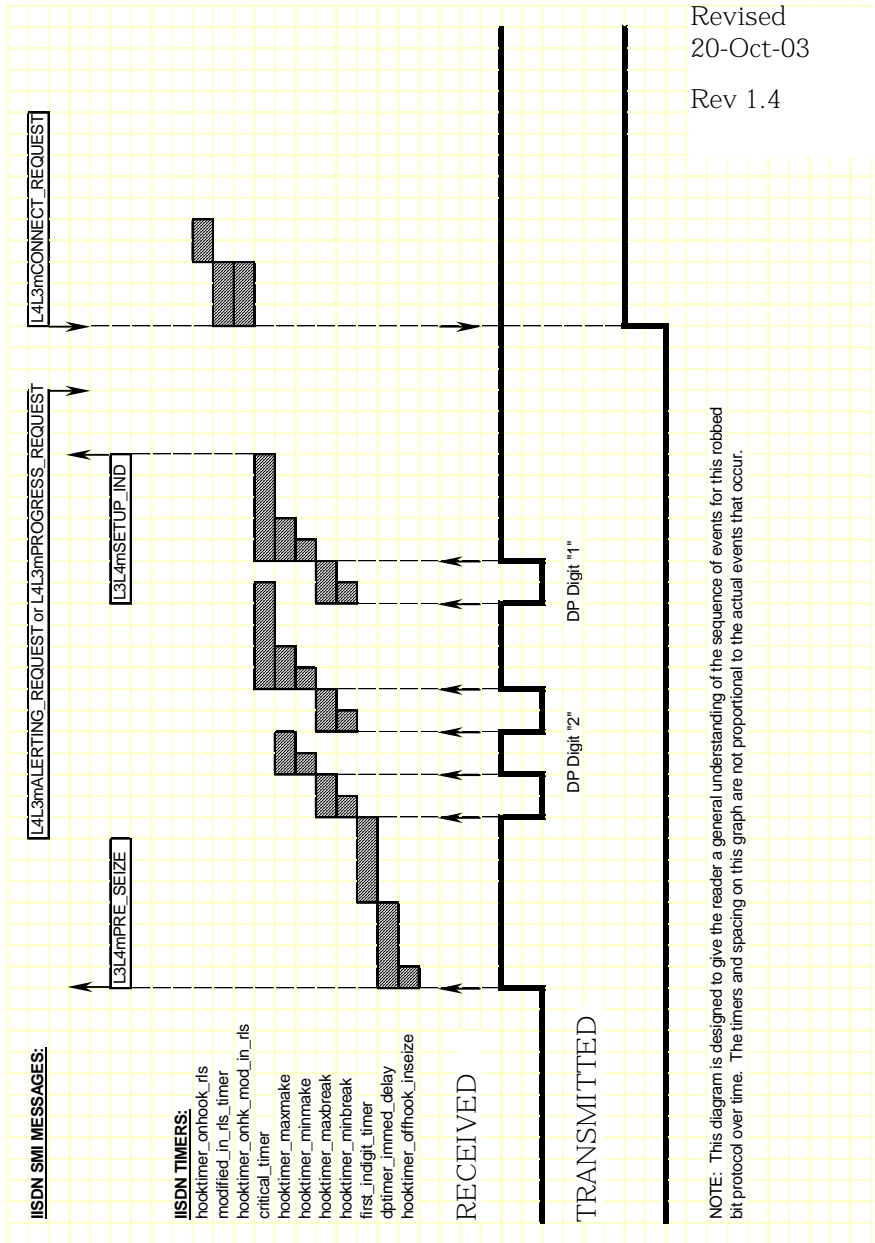 Revised
20-Oct-03
Rev 1.4
IISDN SMI MESSAGES:
L4L3mALERTING_REQUEST or L4L3mPROGRESS_REQUEST
L4L3mCONNECT_REQUEST
L3L4mPRE_SEIZE
L3L4mSETUP_IND
IISDN TIMERS:
hooktimer_onhook_rls
modified_in_rls_timer
hooktimer_onhk_mod_in_rls
critical_timer
hooktimer_maxmake
hooktimer_minmake
hooktimer_maxbreak
hooktimer_minbreak
first_indigit_timer
dptimer_immed_delay
hooktimer_offhook_inseize
RECEIVED
DP Digit "2"
DP Digit "1"
TRANSMITTED
NOTE: This diagram is designed to give the reader a general understanding of the sequence of events for this robbed
bit protocol over time. The timers and spacing on this graph are not proportional to the actual events that occur.